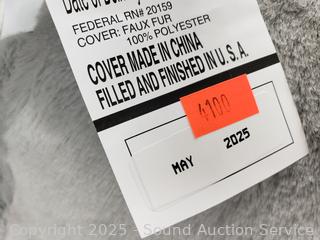 FEDERAL RN# 20159
COVER: FAUX FUR
100% POLYESTER
COVER MADE IN CHINA
FILLED AND FINISHED IN U.S.A.
4100
MAY 2025
Copyright 2025 - Sound Auction Service